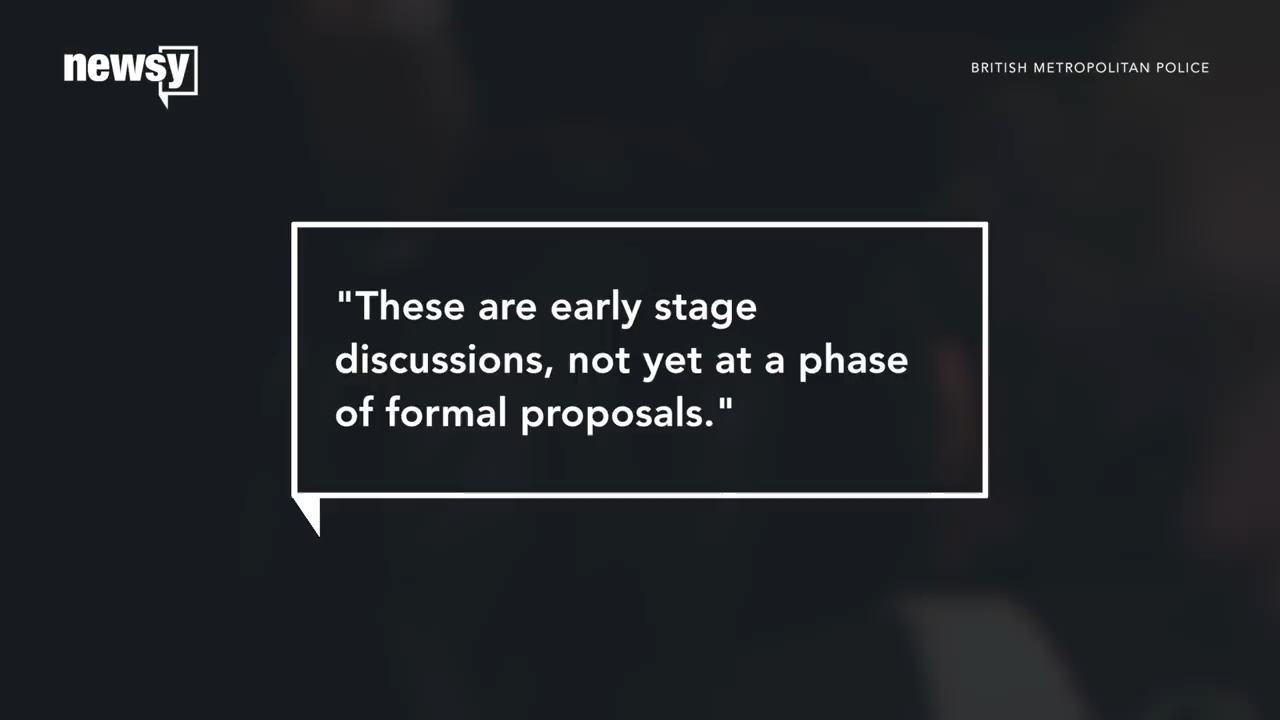 newsy
BRITISH METROPOLITAN POLICE
"These are early stage
discussions, not yet at a phase
of formal proposals."